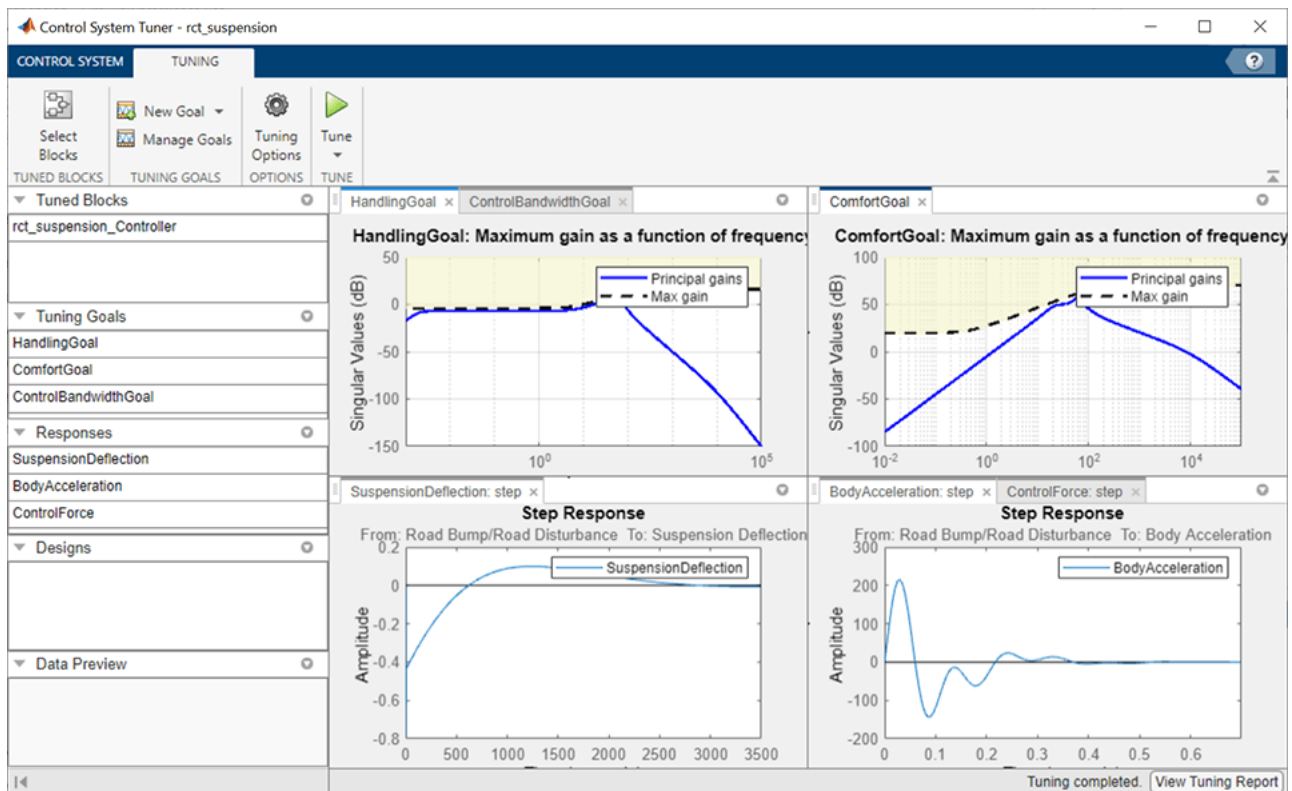 Control System Tuner - rct_suspension
CONTROL SYSTEM
TUNING
?
Select
Blocks
New Goal
Manage Goals
Tuning
Options
Tune
TUNED BLOCKS
TUNING GOALS
OPTIONS
TUNE
Tuned Blocks
rct_suspension_Controller
Tuning Goals
HandlingGoal
ComfortGoal
ControlBandwidthGoal
Responses
SuspensionDeflection
BodyAcceleration
ControlForce
Designs
Data Preview
HandlingGoal ×
ControlBandwidthGoal ×
HandlingGoal: Maximum gain as a function of frequency
Singular Values (dB)
50
0
-50
-100
-150
10^0
10^5
Principal gains
Max gain
ComfortGoal ×
ComfortGoal: Maximum gain as a function of frequency
Singular Values (dB)
100
50
0
-50
-100
10^-2
10^0
10^2
10^4
Principal gains
Max gain
SuspensionDeflection: step ×
Step Response
From: Road Bump/Road Disturbance To: Suspension Deflection
Amplitude
0.2
0
-0.2
-0.4
-0.6
-0.8
0
500
1000
1500
2000
2500
3000
3500
SuspensionDeflection
BodyAcceleration: step ×
ControlForce: step ×
Step Response
From: Road Bump/Road Disturbance To: Body Acceleration
Amplitude
300
200
100
0
-100
-200
0
0.1
0.2
0.3
0.4
0.5
0.6
BodyAcceleration
Tuning completed.
View Tuning Report